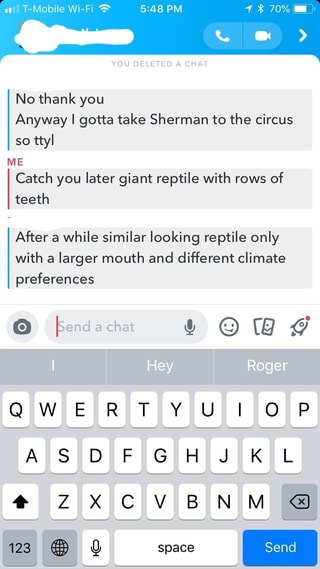 T-Mobile Wi-Fi 5:48 PM 70%
YOU DELETED A CHAT
No thank you
Anyway I gotta take Sherman to the circus
so ttyl
ME
Catch you later giant reptile with rows of
teeth
After a while similar looking reptile only
with a larger mouth and different climate
preferences
Send a chat
I Hey Roger
Q W E R T Y U I O P
A S D F G H J K L
Z X C V B N M
123 space Send